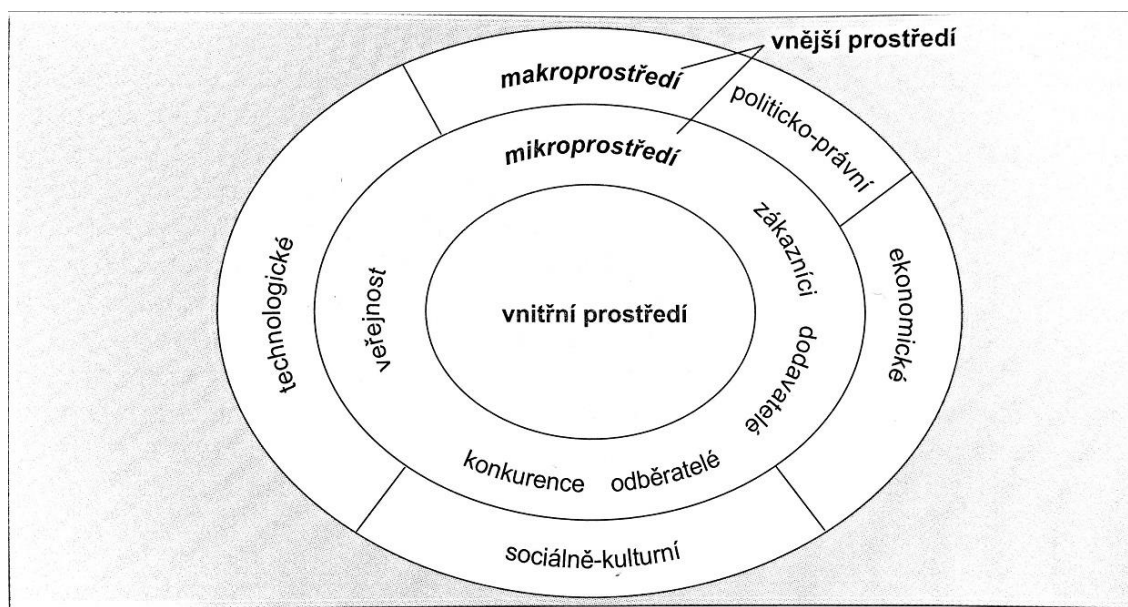 vnější prostředí
makroprostředí
politicko-právní
mikroprostředí
zákazníci
ekonomické
technologické
veřejnost
vnitřní prostředí
dodavatelé
konkurence
odběratelé
sociálně-kulturní